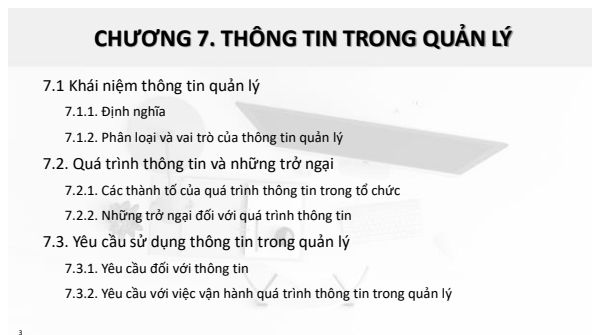 CHƯƠNG 7. THÔNG TIN TRONG QUẢN LÝ
7.1 Khái niệm thông tin quản lý
7.1.1. Định nghĩa
7.1.2. Phân loại và vai trò của thông tin quản lý
7.2. Quá trình thông tin và những trở ngại
7.2.1. Các thành tố của quá trình thông tin trong tổ chức
7.2.2. Những trở ngại đối với quá trình thông tin
7.3. Yêu cầu sử dụng thông tin trong quản lý
7.3.1. Yêu cầu đối với thông tin
7.3.2. Yêu cầu với việc vận hành quá trình thông tin trong quản lý
3